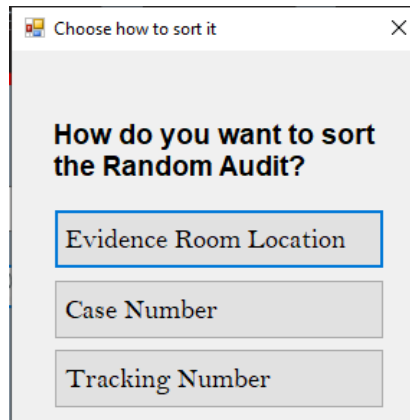 Choose how to sort it
How do you want to sort
the Random Audit?
Evidence Room Location
Case Number
Tracking Number